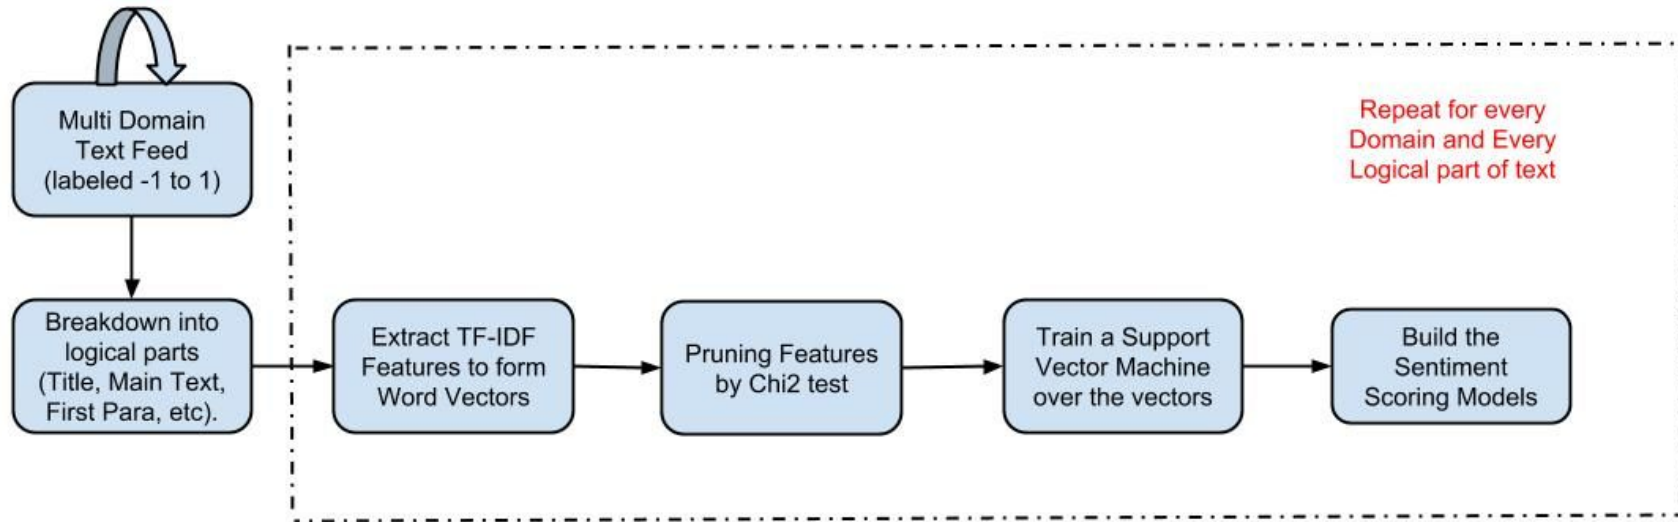 Multi Domain
Text Feed
(labeled -1 to 1)
Repeat for every
Domain and Every
Logical part of text
Breakdown into
logical parts
(Title, Main Text,
First Para, etc).
Extract TF-IDF
Features to form
Word Vectors
Pruning Features
by Chi2 test
Train a Support
Vector Machine
over the vectors
Build the
Sentiment
Scoring Models